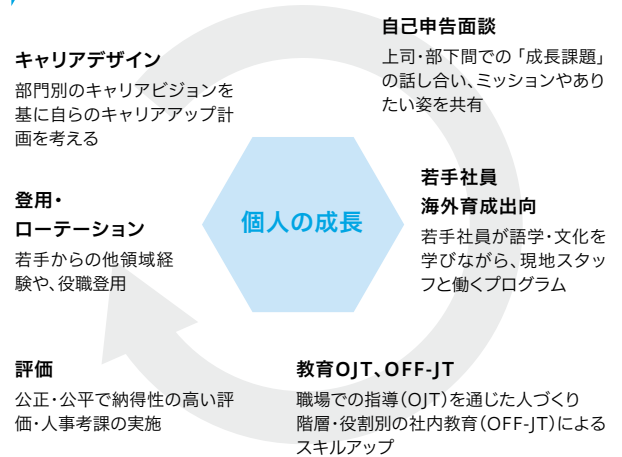 自己申告面談
上司・部下間での「成長課題」
の話し合い、ミッションやあり
たい姿を共有
キャリアデザイン
部門別のキャリアビジョンを
基に自らのキャリアアップ計
画を考える
若手社員
海外育成出向
若手社員が語学・文化を
学びながら、現地スタッ
フと働くプログラム
登用・
ローテーション
若手からの他領域経
験や、役職登用
個人の成長
評価
公正・公平で納得性の高い評
価・人事考課の実施
教育OJT、OFF-JT
職場での指導(OJT)を通じた人づくり
階層・役割別の社内教育(OFF-JT)による
スキルアップ